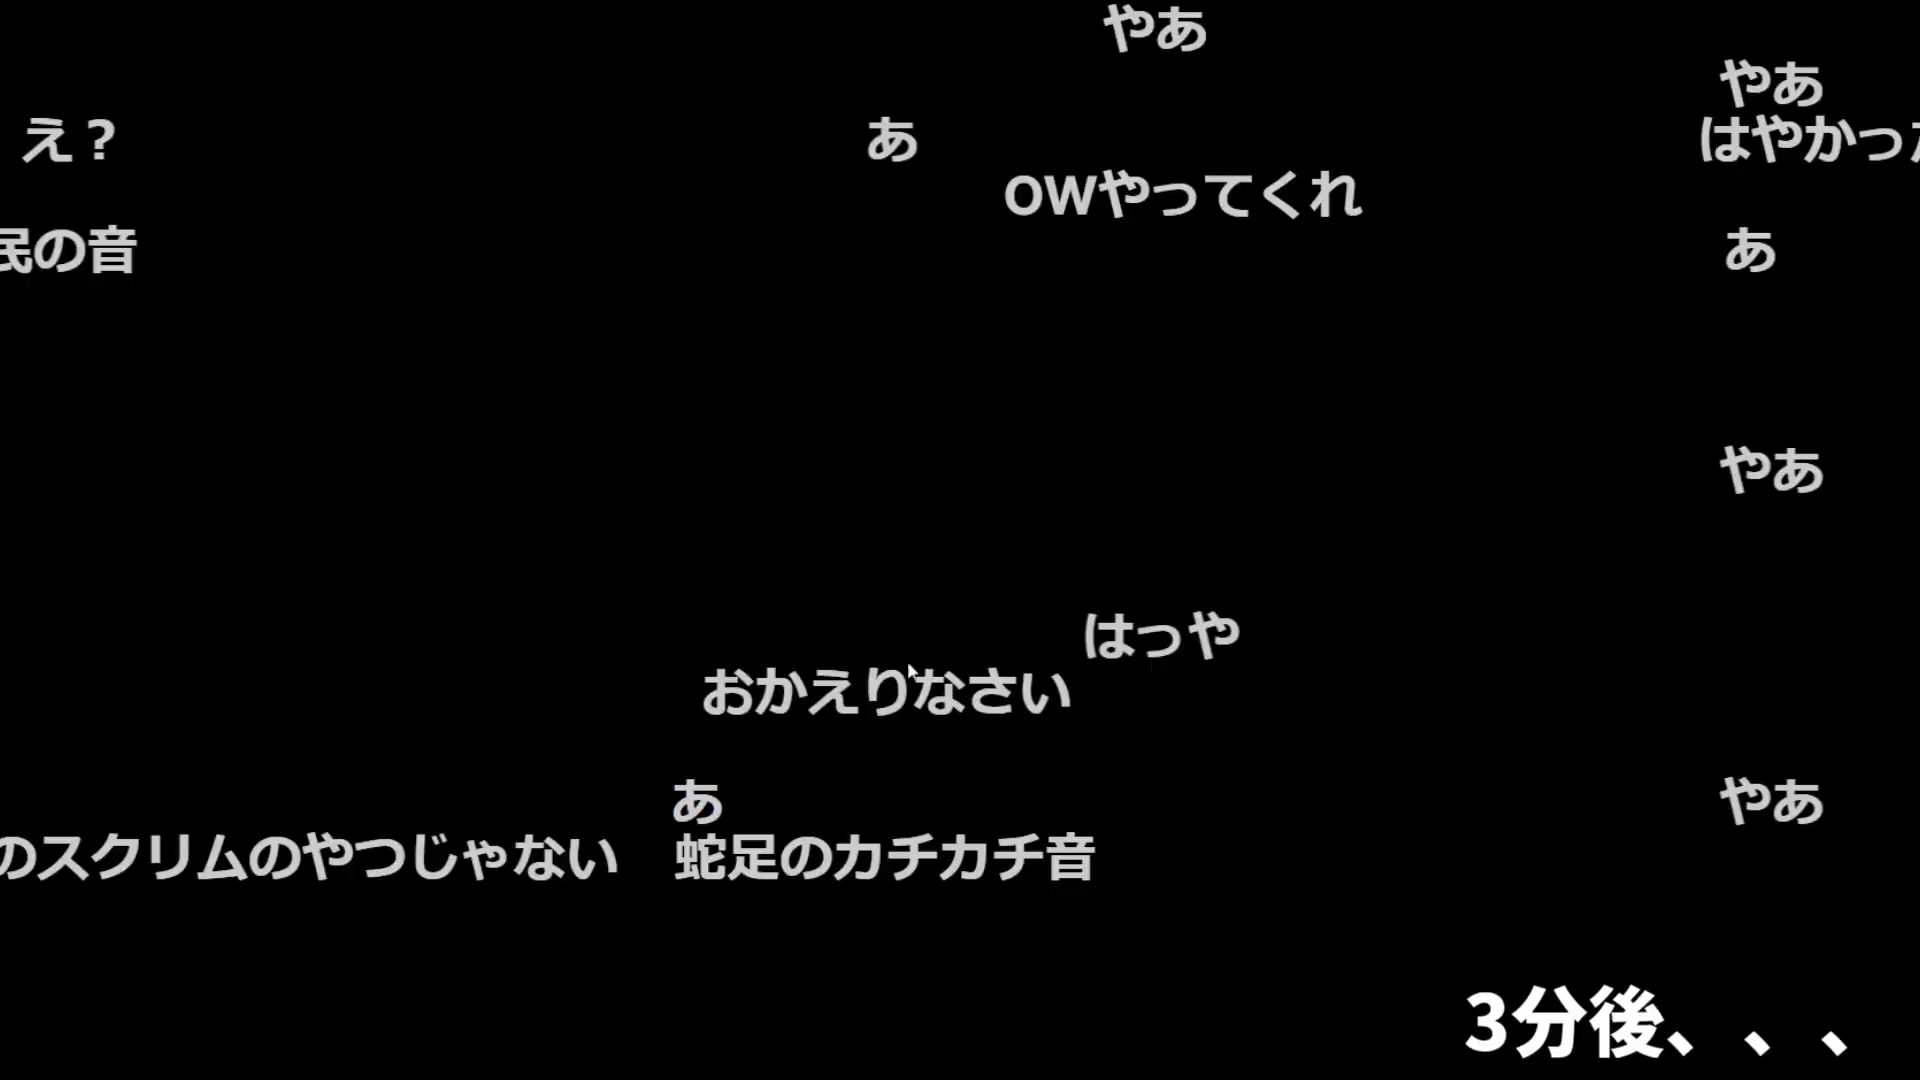 やあ
やあ
え？
あ
はやかった
OWやってくれ
民の音
あ
やあ
はっや
おかえりなさい
あ
やあ
のスクリムのやつじゃない
蛇足のカチカチ音
3分後、、、